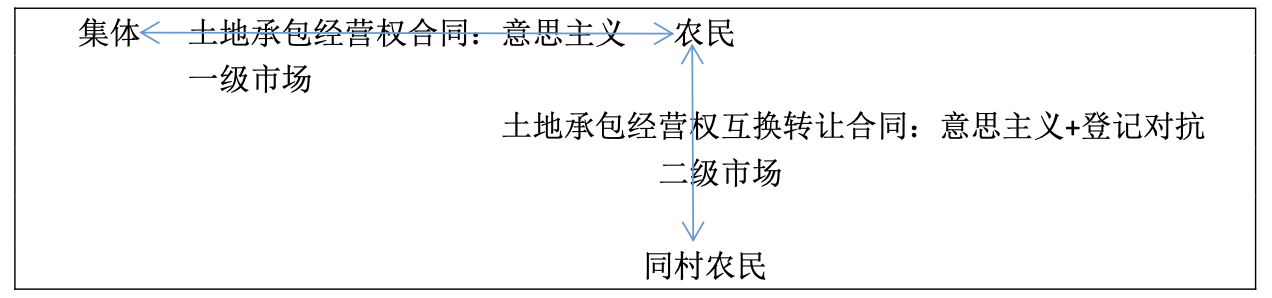 集体 土地承包经营权合同：意思主义 农民
一级市场
土地承包经营权互换转让合同：意思主义+登记对抗
二级市场
同村农民